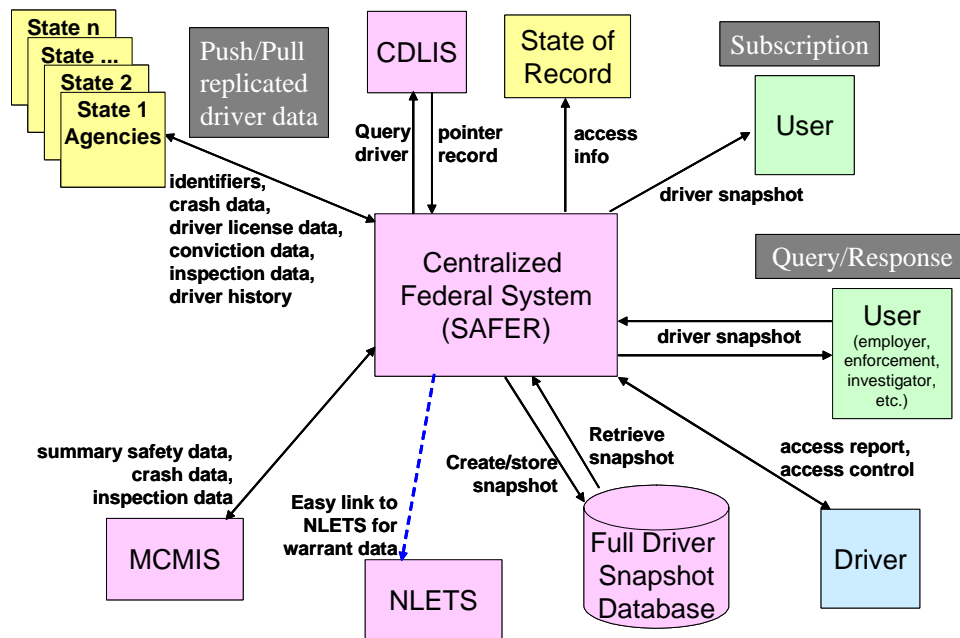 State n
State ...
State 2
State 1
Agencies
Push/Pull
replicated
driver data
CDLIS
State of
Record
Subscription
User
Query
driver
pointer
record
access
info
driver snapshot
identifiers,
crash data,
driver license data,
conviction data,
inspection data,
driver history
Centralized
Federal System
(SAFER)
Query/Response
User
(employer,
enforcement,
investigator,
etc.)
driver snapshot
summary safety data,
crash data,
inspection data
MCMIS
Easy link to
NLETS for
warrant data
NLETS
Create/store
snapshot
Retrieve
snapshot
Full Driver
Snapshot
Database
access report,
access control
Driver